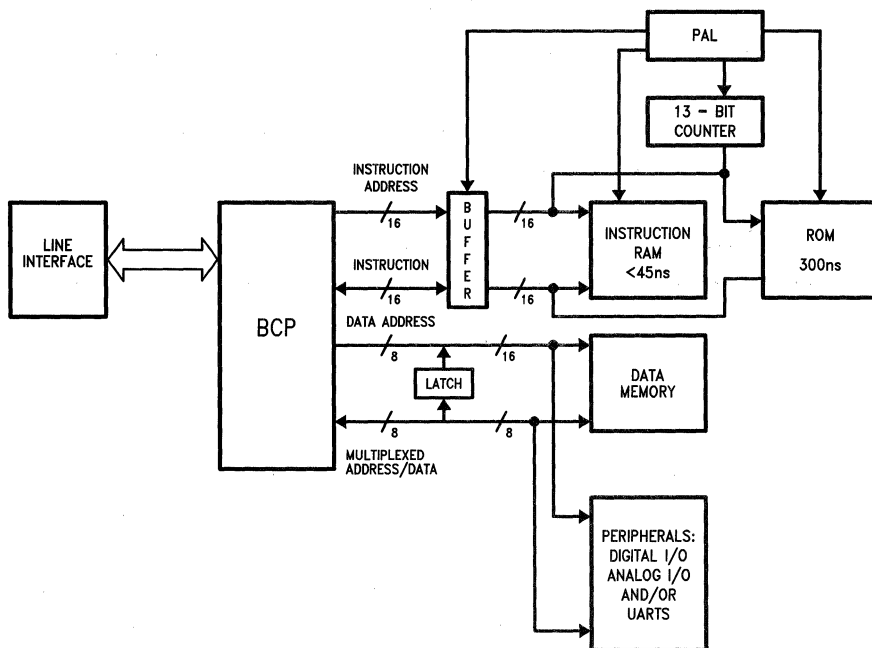 PAL
13 - BIT
COUNTER
INSTRUCTION
ADDRESS
16
B
U
F
F
E
R
16
INSTRUCTION
RAM
<45ns
ROM
300ns
LINE
INTERFACE
BCP
INSTRUCTION
16
16
DATA ADDRESS
8
16
LATCH
DATA
MEMORY
8
8
MULTIPLEXED
ADDRESS/DATA
PERIPHERALS:
DIGITAL I/O
ANALOG I/O
AND/OR
UARTS